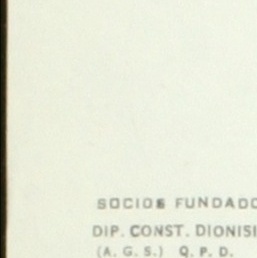 SOCIOS FUNDADO
DIP. CONST. DIONISI
(A. G. S.) Q. P. D.